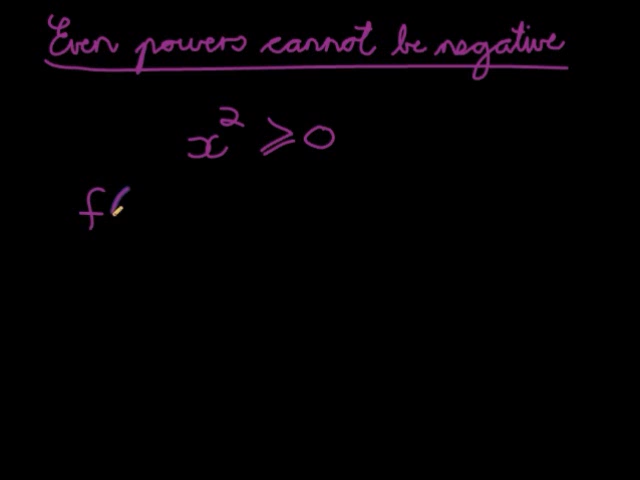 Even powers cannot be negative
x² ⩾ 0
f(